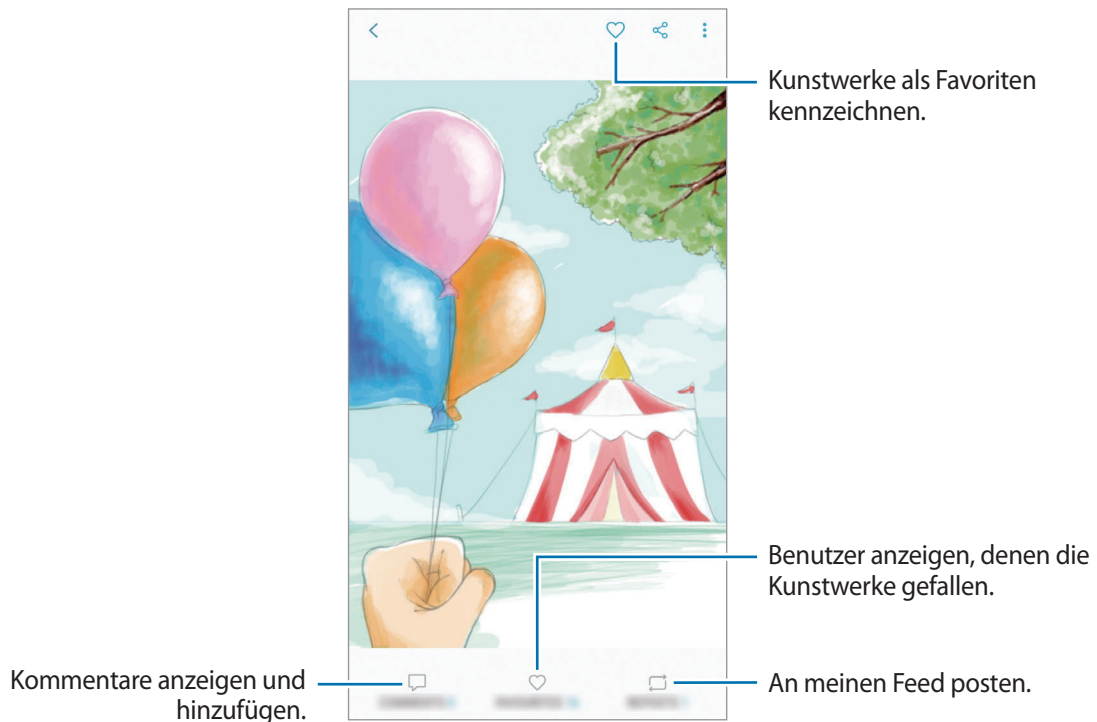 Kunstwerke als Favoriten
kennzeichnen.
Benutzer anzeigen, denen die
Kunstwerke gefallen.
Kommentare anzeigen und
hinzufügen.
An meinen Feed posten.